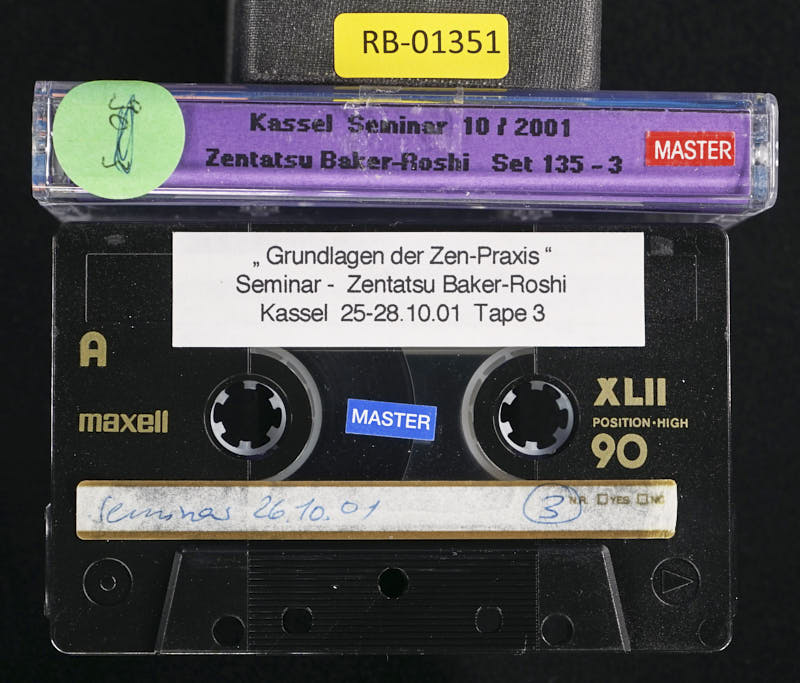 RB-01351
Kassel Seminar 10 / 2001
Zentatsu Baker-Roshi Set 135 - 3
MASTER
„ Grundlagen der Zen-Praxis “
Seminar - Zentatsu Baker-Roshi
Kassel 25-28.10.01 Tape 3
A
maxell
MASTER
XLII
POSITION·HIGH
90
Seminar 26.10.01
3
N.R. YES NO